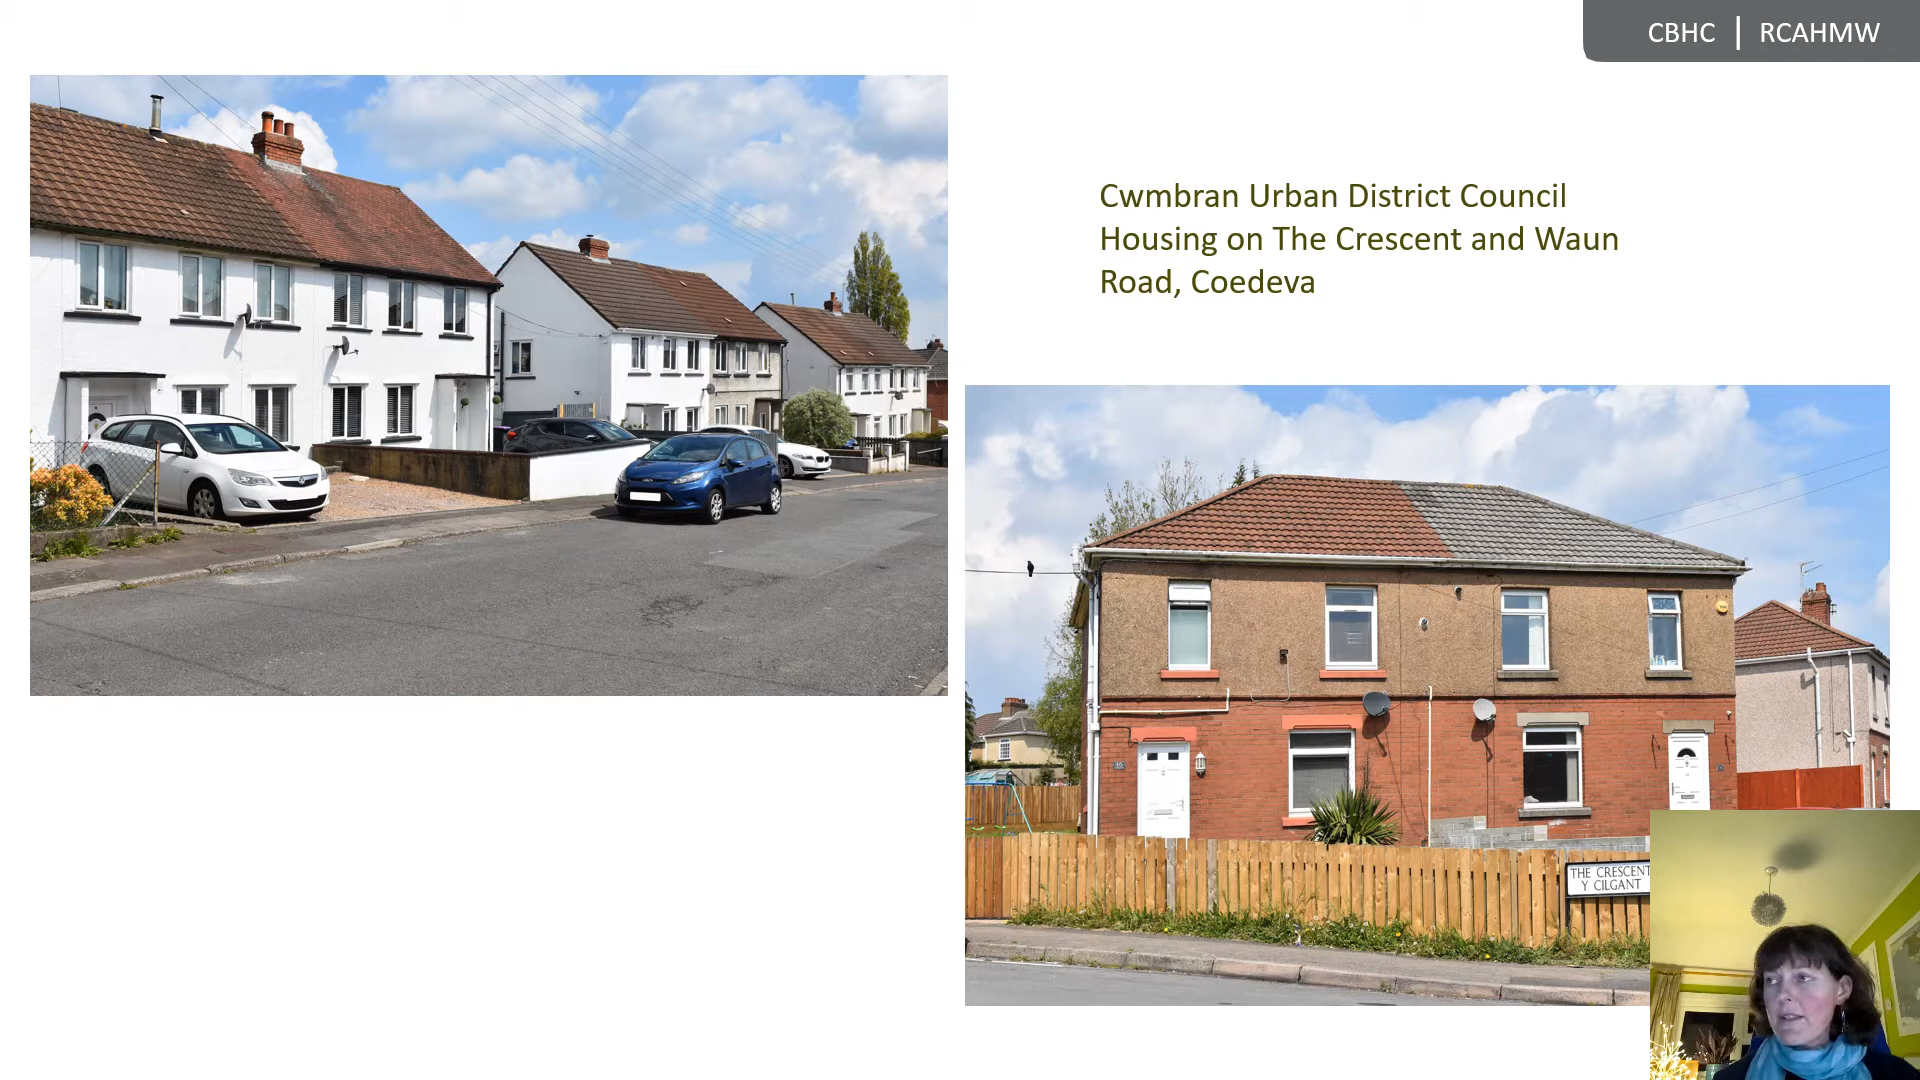 CBHC | RCAHMW
Cwmbran Urban District Council
Housing on The Crescent and Waun
Road, Coedeva
THE CRESCENT
Y CILGANT